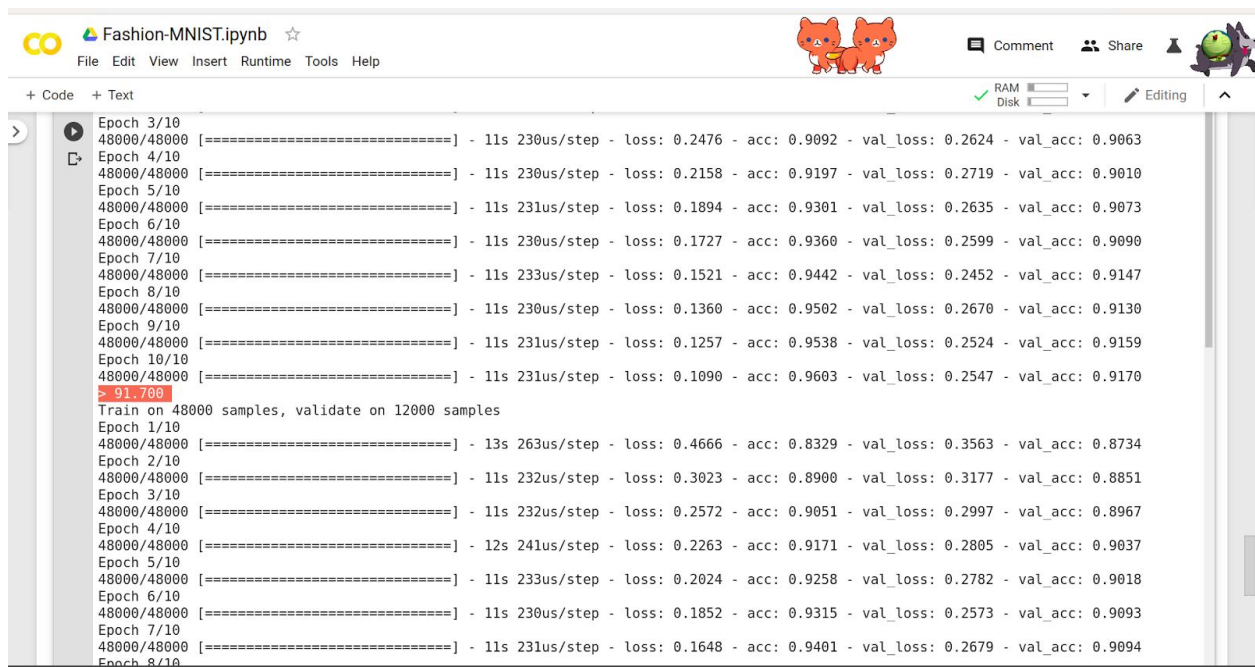 CO Fashion-MNIST.ipynb
File Edit View Insert Runtime Tools Help
Comment Share
+ Code + Text
RAM
Disk
Editing
Epoch 3/10
48000/48000 [==============================] - 11s 230us/step - loss: 0.2476 - acc: 0.9092 - val_loss: 0.2624 - val_acc: 0.9063
Epoch 4/10
48000/48000 [==============================] - 11s 230us/step - loss: 0.2158 - acc: 0.9197 - val_loss: 0.2719 - val_acc: 0.9010
Epoch 5/10
48000/48000 [==============================] - 11s 231us/step - loss: 0.1894 - acc: 0.9301 - val_loss: 0.2635 - val_acc: 0.9073
Epoch 6/10
48000/48000 [==============================] - 11s 230us/step - loss: 0.1727 - acc: 0.9360 - val_loss: 0.2599 - val_acc: 0.9090
Epoch 7/10
48000/48000 [==============================] - 11s 233us/step - loss: 0.1521 - acc: 0.9442 - val_loss: 0.2452 - val_acc: 0.9147
Epoch 8/10
48000/48000 [==============================] - 11s 230us/step - loss: 0.1360 - acc: 0.9502 - val_loss: 0.2670 - val_acc: 0.9130
Epoch 9/10
48000/48000 [==============================] - 11s 231us/step - loss: 0.1257 - acc: 0.9538 - val_loss: 0.2524 - val_acc: 0.9159
Epoch 10/10
48000/48000 [==============================] - 11s 231us/step - loss: 0.1090 - acc: 0.9603 - val_loss: 0.2547 - val_acc: 0.9170
> 91.700
Train on 48000 samples, validate on 12000 samples
Epoch 1/10
48000/48000 [==============================] - 13s 263us/step - loss: 0.4666 - acc: 0.8329 - val_loss: 0.3563 - val_acc: 0.8734
Epoch 2/10
48000/48000 [==============================] - 11s 232us/step - loss: 0.3023 - acc: 0.8900 - val_loss: 0.3177 - val_acc: 0.8851
Epoch 3/10
48000/48000 [==============================] - 11s 232us/step - loss: 0.2572 - acc: 0.9051 - val_loss: 0.2997 - val_acc: 0.8967
Epoch 4/10
48000/48000 [==============================] - 12s 241us/step - loss: 0.2263 - acc: 0.9171 - val_loss: 0.2805 - val_acc: 0.9037
Epoch 5/10
48000/48000 [==============================] - 11s 233us/step - loss: 0.2024 - acc: 0.9258 - val_loss: 0.2782 - val_acc: 0.9018
Epoch 6/10
48000/48000 [==============================] - 11s 230us/step - loss: 0.1852 - acc: 0.9315 - val_loss: 0.2573 - val_acc: 0.9093
Epoch 7/10
48000/48000 [==============================] - 11s 231us/step - loss: 0.1648 - acc: 0.9401 - val_loss: 0.2679 - val_acc: 0.9094
Epoch 8/10